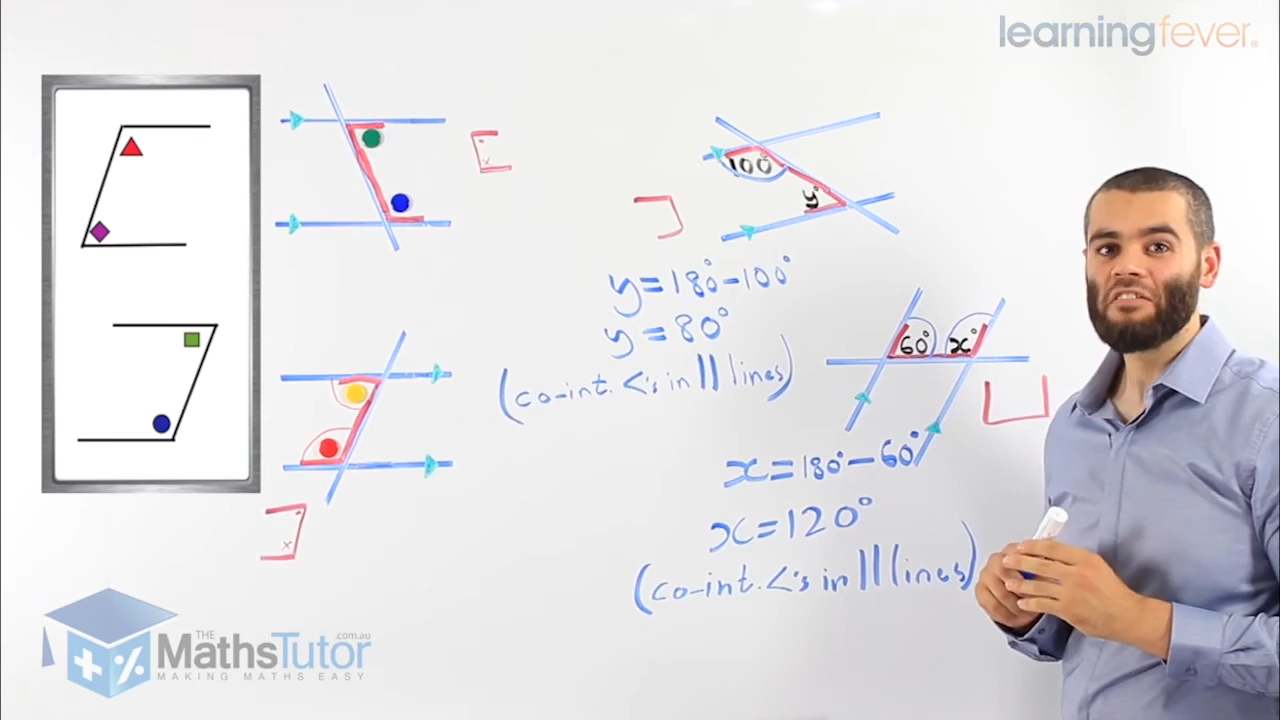 learningfever®
100°
y°
y=180°-100°
y=80°
(co-int. <'s in || lines)
60°
x°
x=180°-60°
x=120°
(co-int. <'s in || lines)
THE
MathsTutor
.com.au
MAKING MATHS EASY